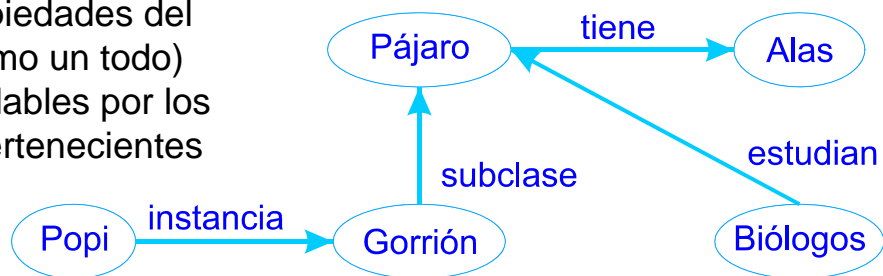 piedades del
mo un todo)
dables por los
ertenecientes
Pájaro
tiene
Alas
subclase
estudian
Popi
instancia
Gorrión
Biólogos